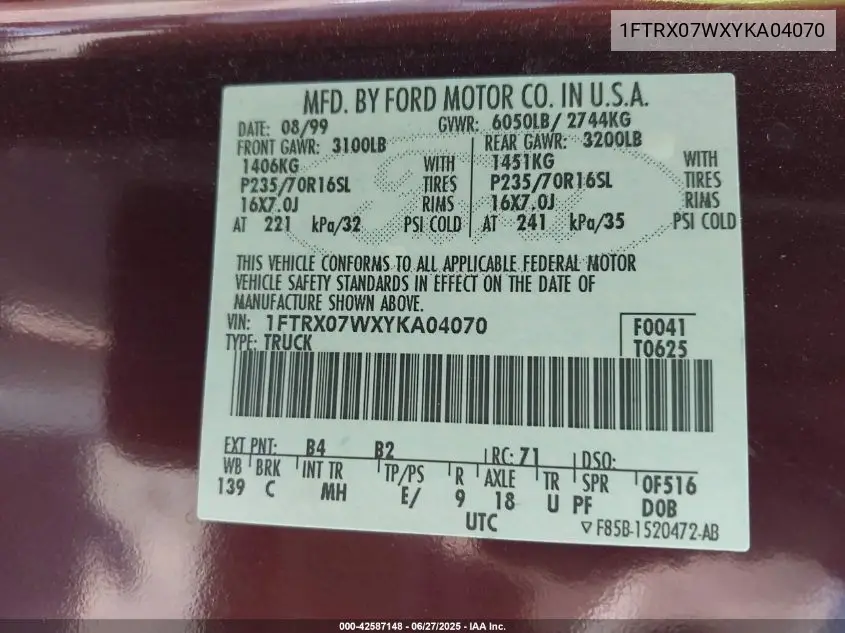 1FTRX07WXYKA04070
MFD. BY FORD MOTOR CO. IN U.S.A.
DATE: 08/99 GVWR: 6050LB/ 2744KG
FRONT GAWR: 3100LB REAR GAWR: 3200LB
1406KG WITH 1451KG WITH
P235/70R16SL TIRES P235/70R16SL TIRES
16X7.0J RIMS 16X7.0J RIMS
AT 221 kPa/32 PSI COLD AT 241 kPa/35 PSI COLD
THIS VEHICLE CONFORMS TO ALL APPLICABLE FEDERAL MOTOR
VEHICLE SAFETY STANDARDS IN EFFECT ON THE DATE OF
MANUFACTURE SHOWN ABOVE.
VIN: 1FTRX07WXYKA04070 F0041
TYPE: TRUCK T0625
EXT PNT: B4 B2 RC: 71 DSO:
WB BRK INT TR TP/PS R AXLE TR SPR 0F516
139 C MH E/ 9 18 U PF DOB
UTC ▽F85B-1520472-AB
000-42587148 - 06/27/2025 - IAA Inc.